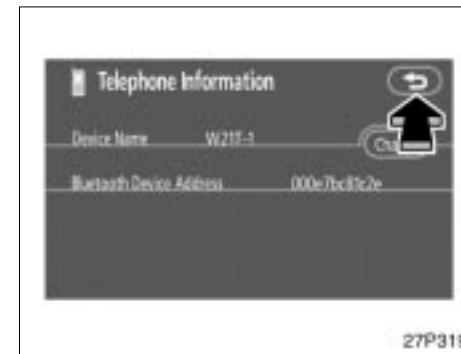 Telephone Information
Device Name W21T-1
Bluetooth Device Address 000e7bc81c2e
27P319